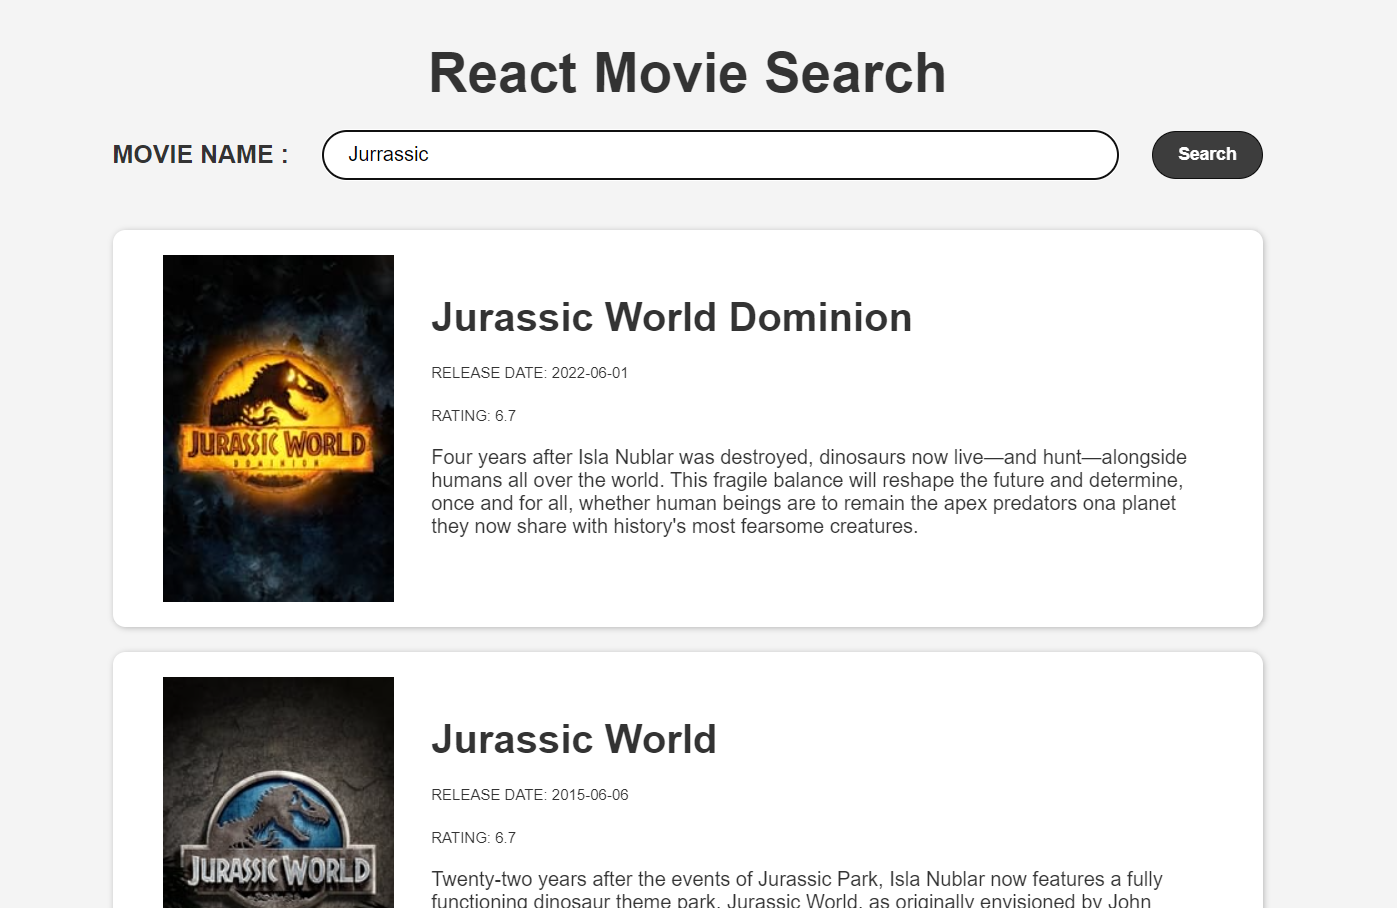 React Movie Search
MOVIE NAME :
Jurrassic
Search
JURASSIC WORLD
DOMINION
Jurassic World Dominion
RELEASE DATE: 2022-06-01
RATING: 6.7
Four years after Isla Nublar was destroyed, dinosaurs now live—and hunt—alongside
humans all over the world. This fragile balance will reshape the future and determine,
once and for all, whether human beings are to remain the apex predators ona planet
they now share with history's most fearsome creatures.
JURASSIC WORLD
Jurassic World
RELEASE DATE: 2015-06-06
RATING: 6.7
Twenty-two years after the events of Jurassic Park, Isla Nublar now features a fully
functioning dinosaur theme park, Jurassic World, as originally envisioned by John